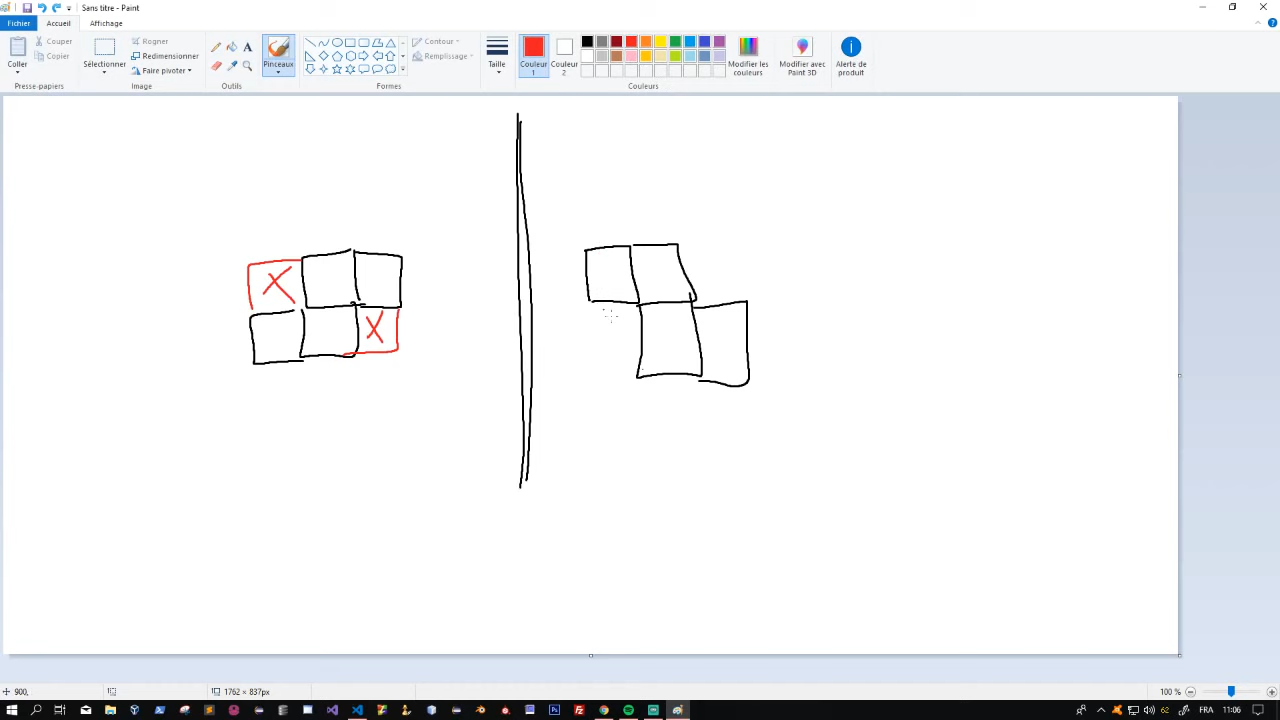 Sans titre - Paint
Fichier Accueil Affichage
Coller
Couper
Copier
Presse-papiers
Sélectionner
Rogner
Redimensionner
Faire pivoter
Image
A
Outils
Pinceaux
Contour
Remplissage
Formes
Taille
Couleur 1
Couleur 2
Modifier les couleurs
Couleurs
Modifier avec Paint 3D
Alerte de produit
X
X
900,
1762 × 837px
100 %
62
FRA
11:06